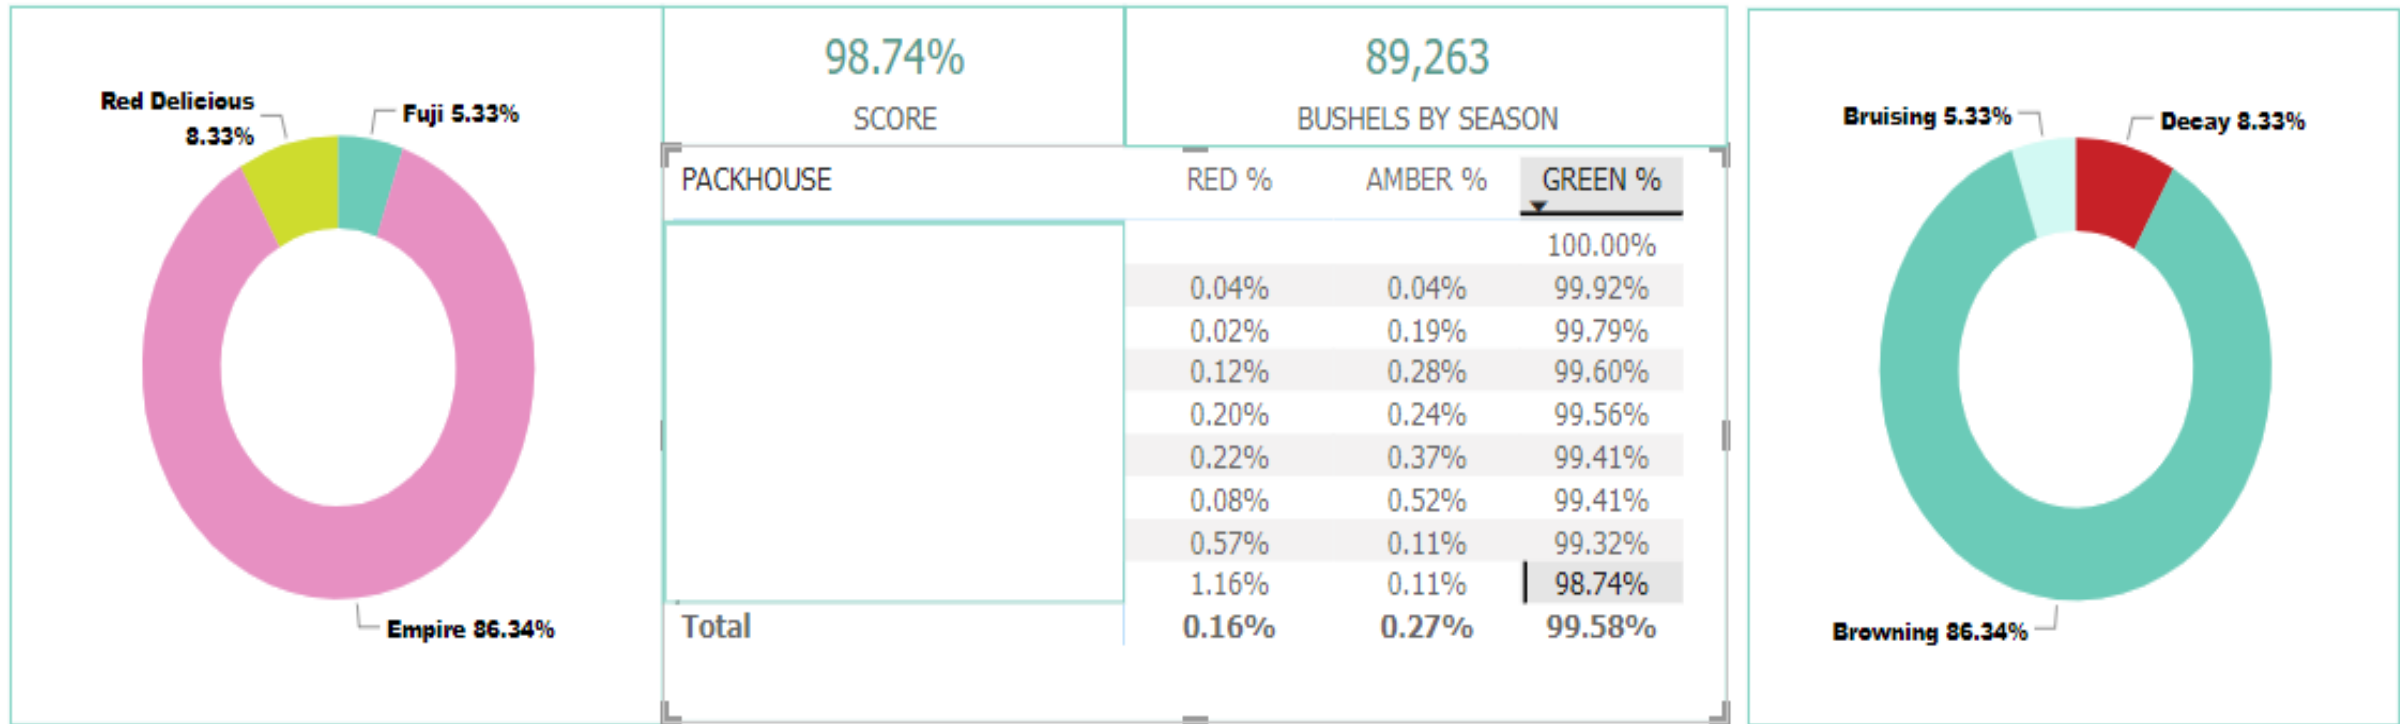 Red Delicious
8.33%
Fuji 5.33%
Empire 86.34%
98.74%
SCORE
89,263
BUSHELS BY SEASON
PACKHOUSE RED % AMBER % GREEN %
100.00%
0.04% 0.04% 99.92%
0.02% 0.19% 99.79%
0.12% 0.28% 99.60%
0.20% 0.24% 99.56%
0.22% 0.37% 99.41%
0.08% 0.52% 99.41%
0.57% 0.11% 99.32%
1.16% 0.11% 98.74%
Total 0.16% 0.27% 99.58%
Bruising 5.33%
Decay 8.33%
Browning 86.34%